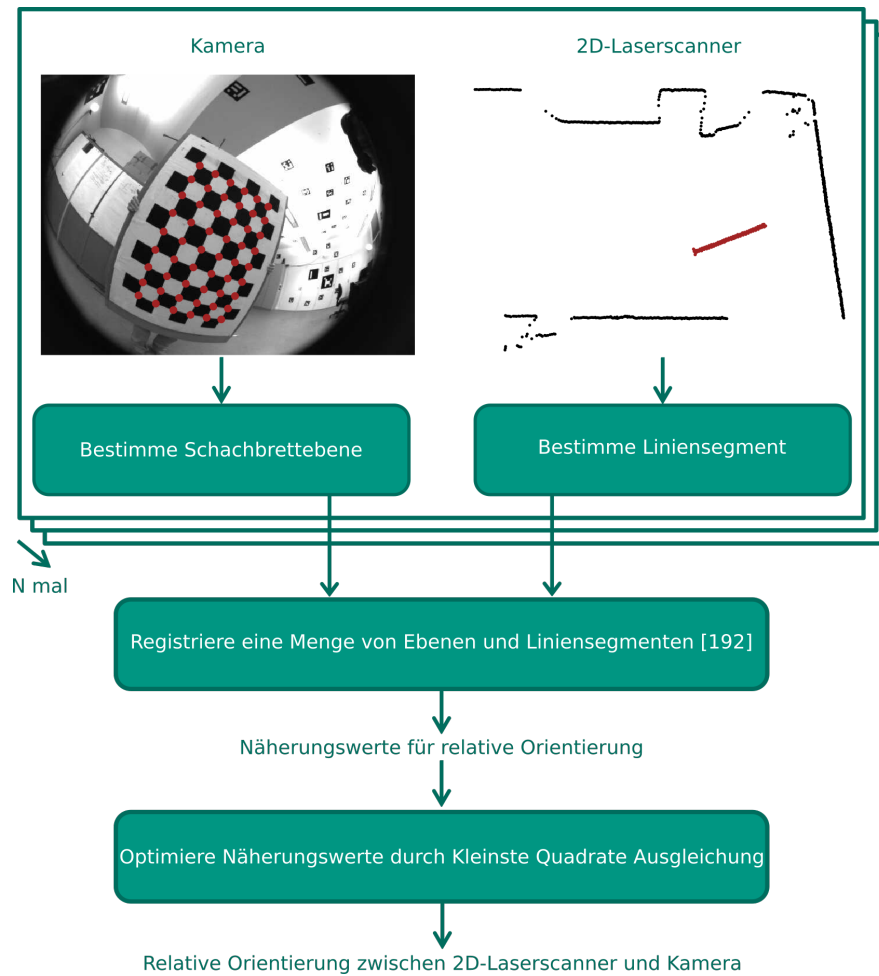 Kamera
2D-Laserscanner
Bestimme Schachbrettebene
Bestimme Liniensegment
N mal
Registriere eine Menge von Ebenen und Liniensegmenten [192]
Näherungswerte für relative Orientierung
Optimiere Näherungswerte durch Kleinste Quadrate Ausgleichung
Relative Orientierung zwischen 2D-Laserscanner und Kamera